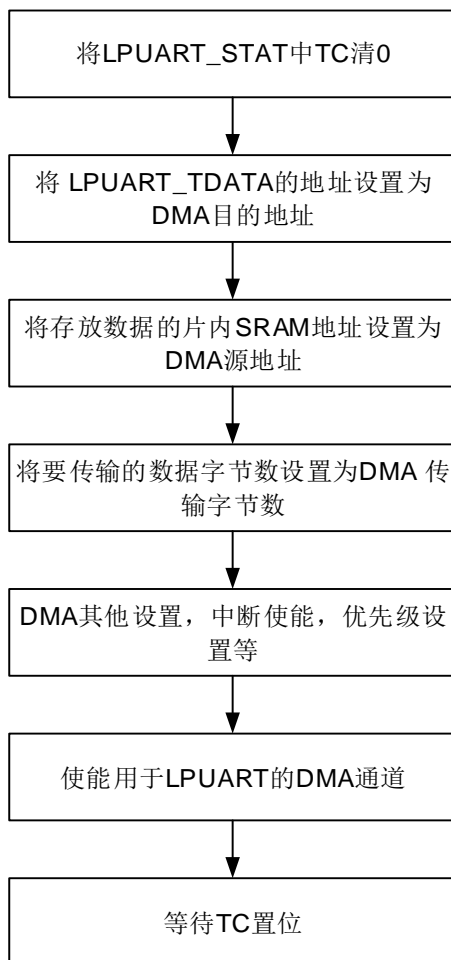 将LPUART_STAT中TC清0
将 LPUART_TDATA的地址设置为
DMA目的地址
将存放数据的片内SRAM地址设置为
DMA源地址
将要传输的数据字节数设置为DMA 传
输字节数
DMA其他设置，中断使能，优先级设
置等
使能用于LPUART的DMA通道
等待TC置位